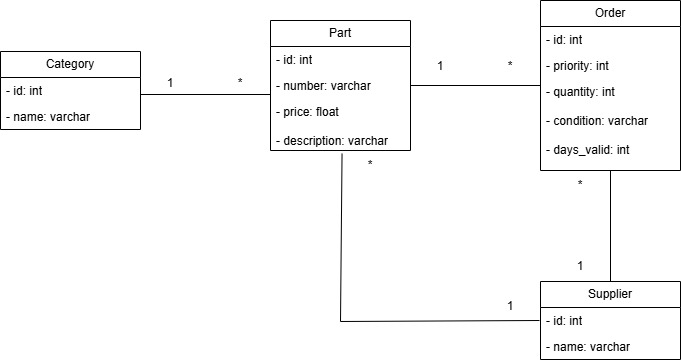 Category
- id: int
- name: varchar
1
*
Part
- id: int
- number: varchar
- price: float
- description: varchar
1
*
Order
- id: int
- priority: int
- quantity: int
- condition: varchar
- days_valid: int
*
*
1
1
Supplier
- id: int
- name: varchar